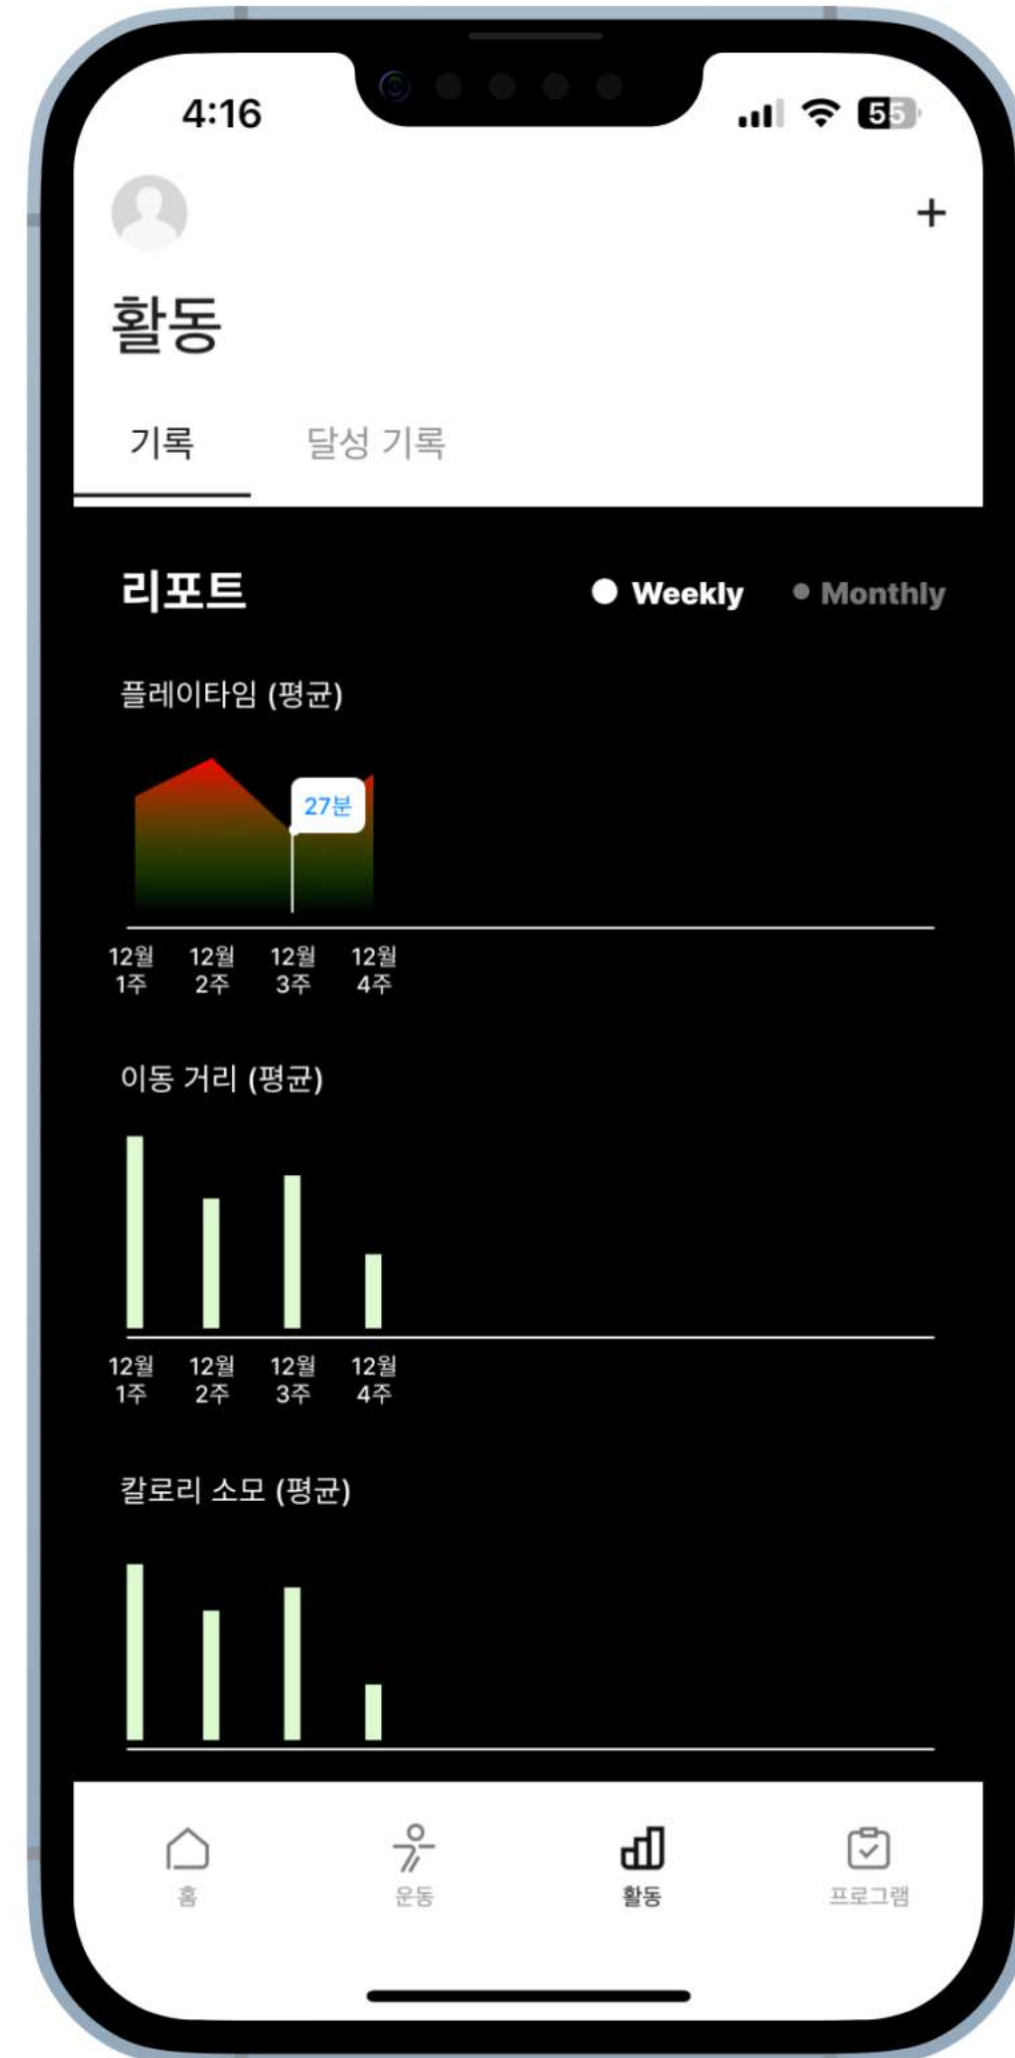 4:16
55
활동
기록 달성 기록
리포트 Weekly Monthly
플레이타임 (평균)
27분
12월 12월 12월 12월
1주 2주 3주 4주
이동 거리 (평균)
12월 12월 12월 12월
1주 2주 3주 4주
칼로리 소모 (평균)
홈 운동 활동 프로그램